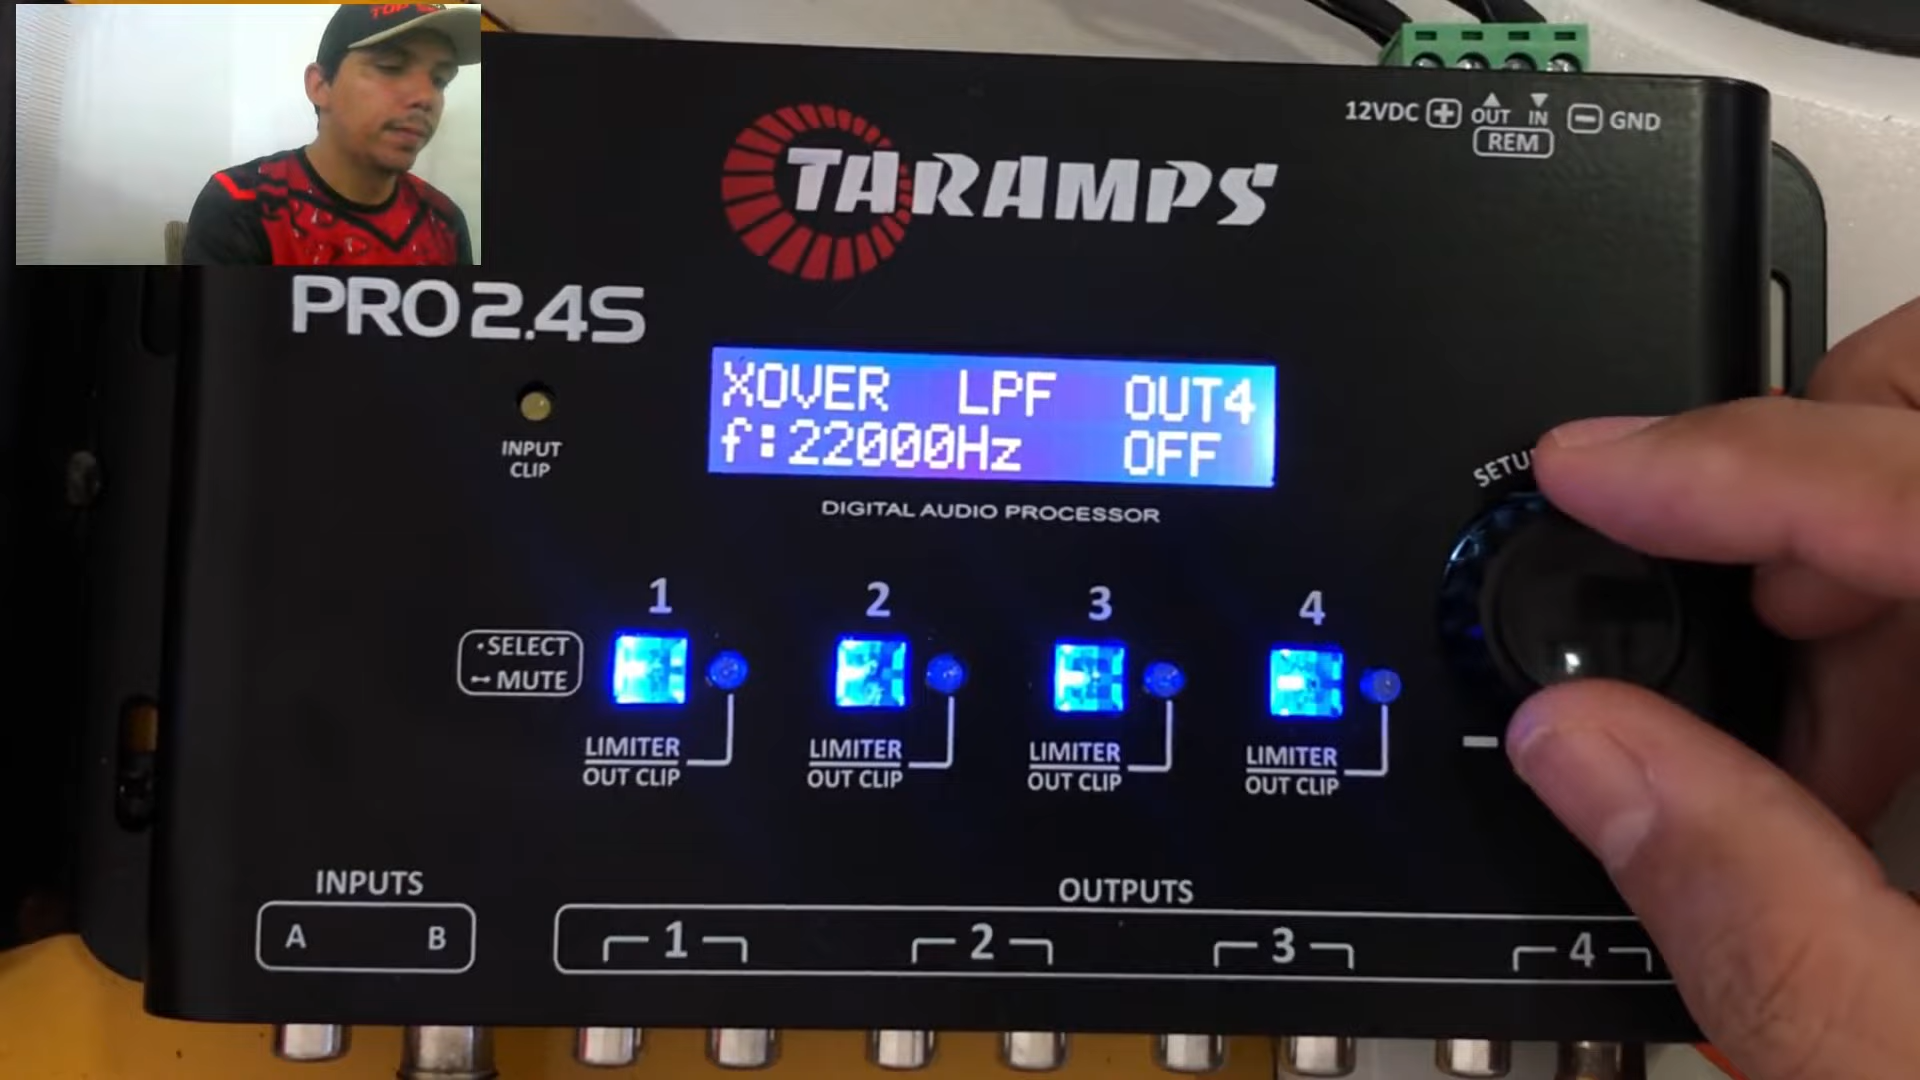 12VDC + OUT IN - GND
REM
TARAMPS
PRO 2.4S
XOVER LPF OUT4
f:22000Hz OFF
INPUT
CLIP
DIGITAL AUDIO PROCESSOR
1 2 3 4
·SELECT
MUTE
LIMITER
OUT CLIP
LIMITER
OUT CLIP
LIMITER
OUT CLIP
LIMITER
OUT CLIP
INPUTS
A B
OUTPUTS
1 2 3 4